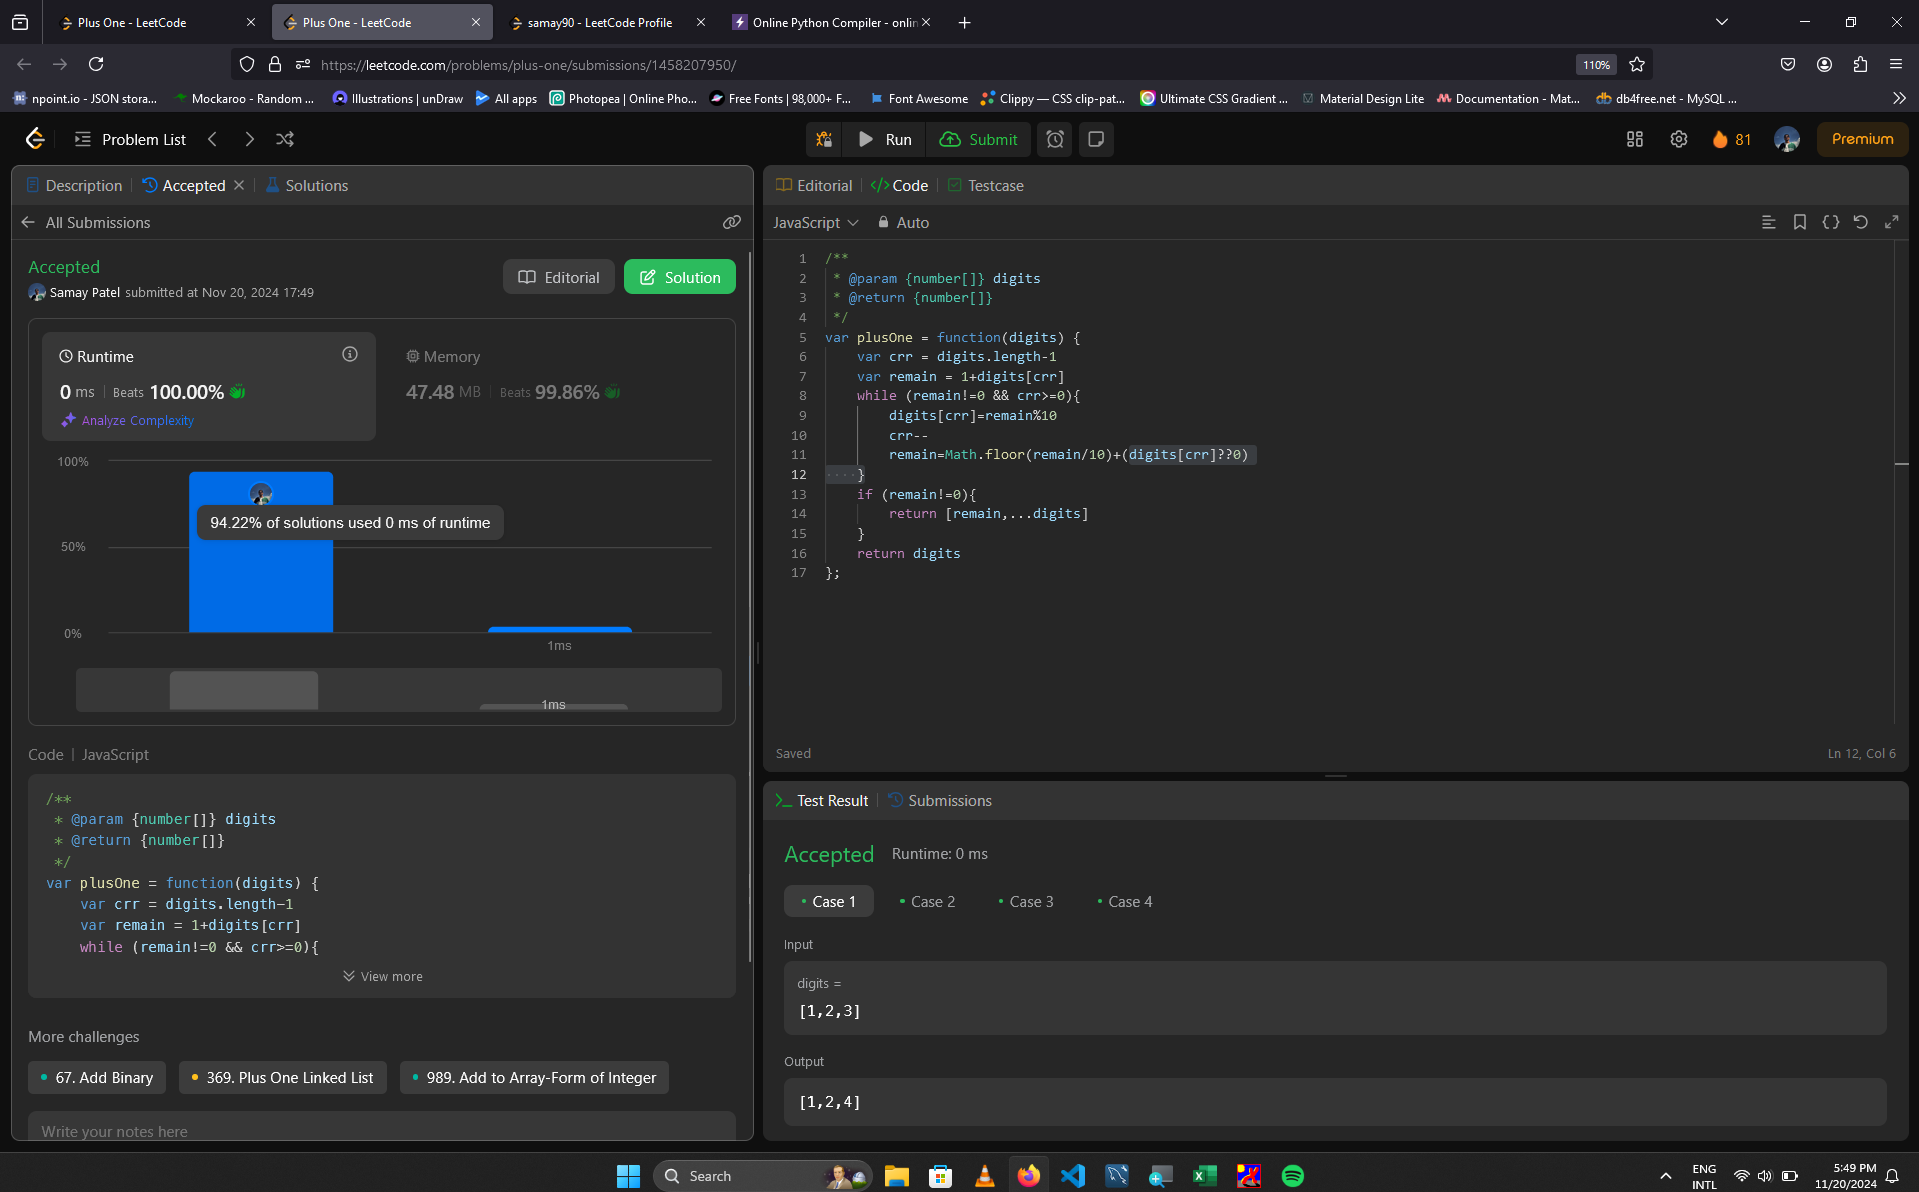 Plus One - LeetCode
Plus One - LeetCode
samay90 - LeetCode Profile
Online Python Compiler - onlin
https://leetcode.com/problems/plus-one/submissions/1458207950/
110%
npoint.io - JSON stora...
Mockaroo - Random ...
Illustrations | unDraw
All apps
Photopea | Online Pho...
Free Fonts | 98,000+ F...
Font Awesome
Clippy — CSS clip-pat...
Ultimate CSS Gradient ...
Material Design Lite
Documentation - Mat...
db4free.net - MySQL ...
Problem List
Run
Submit
81
Premium
Description
Accepted
Solutions
All Submissions
Accepted
Samay Patel submitted at Nov 20, 2024 17:49
Editorial
Solution
Runtime
0 ms | Beats 100.00%
Analyze Complexity
Memory
47.48 MB | Beats 99.86%
100%
94.22% of solutions used 0 ms of runtime
50%
0%
1ms
1ms
Code | JavaScript
/**
 * @param {number[]} digits
 * @return {number[]}
 */
var plusOne = function(digits) {
    var crr = digits.length-1
    var remain = 1+digits[crr]
    while (remain!=0 && crr>=0){
View more
More challenges
67. Add Binary
369. Plus One Linked List
989. Add to Array-Form of Integer
Write your notes here
Editorial
</> Code
Testcase
JavaScript
Auto
1 /**
2  * @param {number[]} digits
3  * @return {number[]}
4  */
5 var plusOne = function(digits) {
6     var crr = digits.length-1
7     var remain = 1+digits[crr]
8     while (remain!=0 && crr>=0){
9         digits[crr]=remain%10
10         crr--
11         remain=Math.floor(remain/10)+(digits[crr]??0)
12     }
13     if (remain!=0){
14         return [remain,...digits]
15     }
16     return digits
17 };
Saved
Ln 12, Col 6
Test Result
Submissions
Accepted
Runtime: 0 ms
Case 1
Case 2
Case 3
Case 4
Input
digits =
[1,2,3]
Output
[1,2,4]
Search
ENG
INTL
5:49 PM
11/20/2024